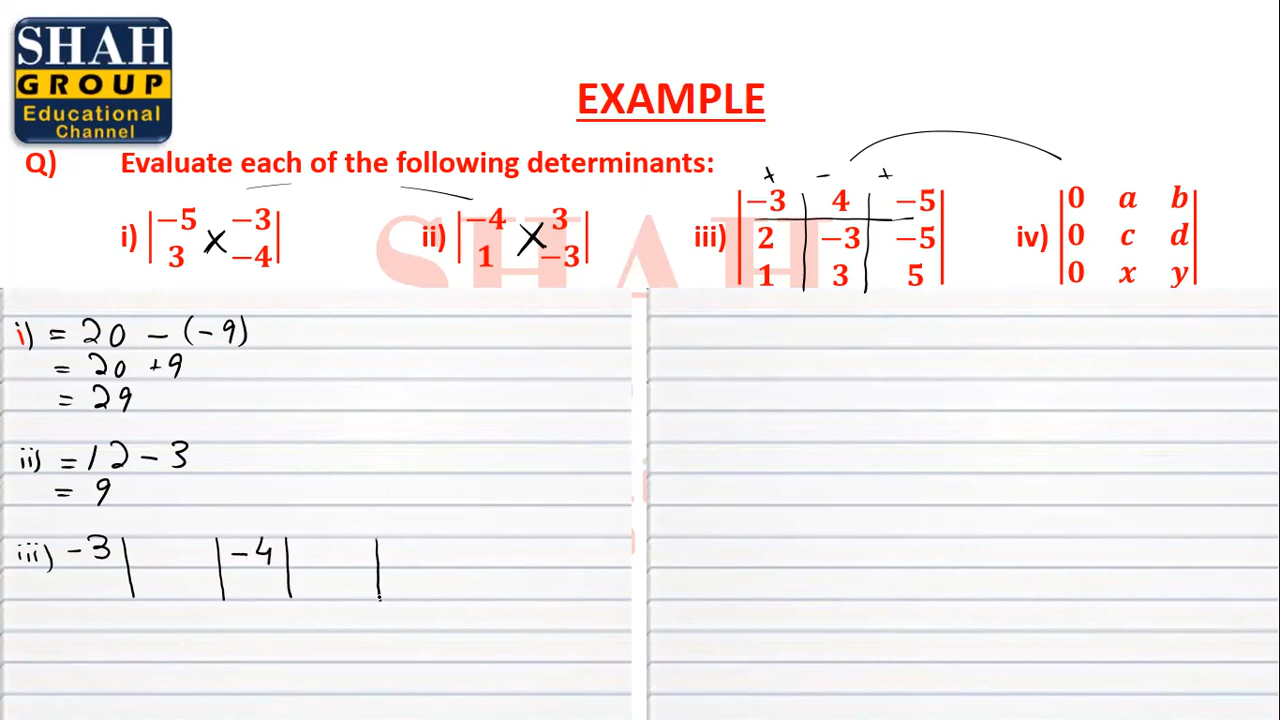 SHAH
GROUP
Educational
Channel
EXAMPLE
Q) Evaluate each of the following determinants:
+ − +
i) |−5 −3| ii) |−4 3| iii) |−3 4 −5| iv) |0 a b|
|3 −4| |1 −3| |2 −3 −5| |0 c d|
|1 3 5| |0 x y|
SHAH
i) = 20 − (−9)
= 20 +9
= 29
ii) = 12 − 3
= 9
iii) −3| | −4| |